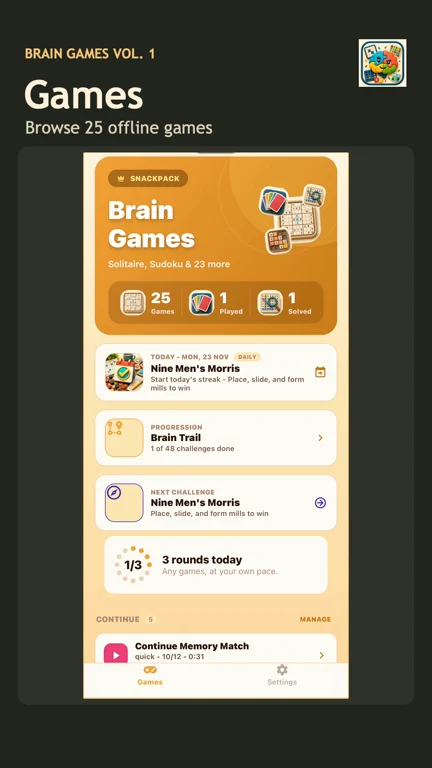 BRAIN GAMES VOL. 1
Games
Browse 25 offline games
SNACKPACK
Brain
Games
Solitaire, Sudoku & 23 more
25
Games
1
Played
1
Solved
TODAY - MON, 23 NOV DAILY
Nine Men's Morris
Start today's streak - Place, slide, and form
mills to win
PROGRESSION
Brain Trail
1 of 48 challenges done
NEXT CHALLENGE
Nine Men's Morris
Place, slide, and form mills to win
1/3
3 rounds today
Any games, at your own pace.
CONTINUE 5 MANAGE
Continue Memory Match
quick - 10/12 - 0:31
Games
Settings